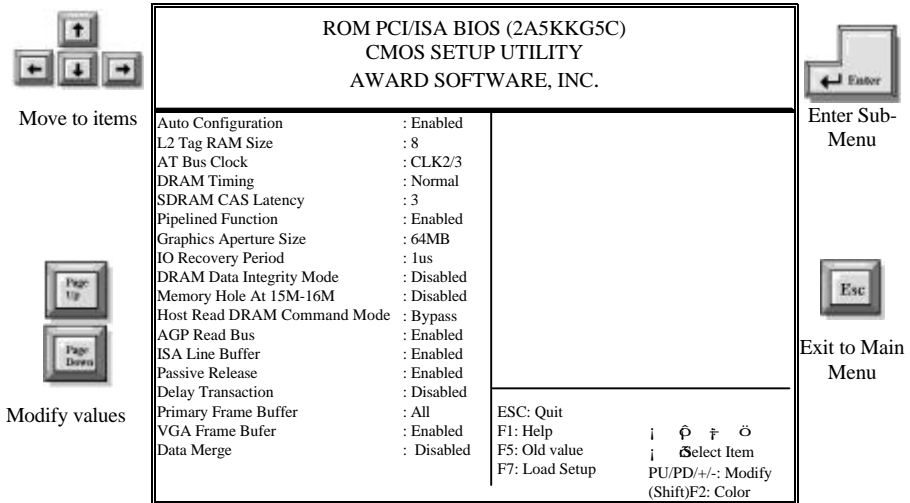 ROM PCI/ISA BIOS (2A5KKG5C)
CMOS SETUP UTILITY
AWARD SOFTWARE, INC.
Move to items
Enter
Enter Sub-
Menu
Auto Configuration : Enabled
L2 Tag RAM Size : 8
AT Bus Clock : CLK2/3
DRAM Timing : Normal
SDRAM CAS Latency : 3
Pipelined Function : Enabled
Graphics Aperture Size : 64MB
IO Recovery Period : 1us
DRAM Data Integrity Mode : Disabled
Memory Hole At 15M-16M : Disabled
Host Read DRAM Command Mode : Bypass
AGP Read Bus : Enabled
ISA Line Buffer : Enabled
Passive Release : Enabled
Delay Transaction : Disabled
Primary Frame Buffer : All
VGA Frame Bufer : Enabled
Data Merge : Disabled
Page
Up
Page
Down
Modify values
Esc
Exit to Main
Menu
ESC: Quit
F1: Help
F5: Old value
F7: Load Setup
Select Item
PU/PD/+/-: Modify
(Shift)F2: Color